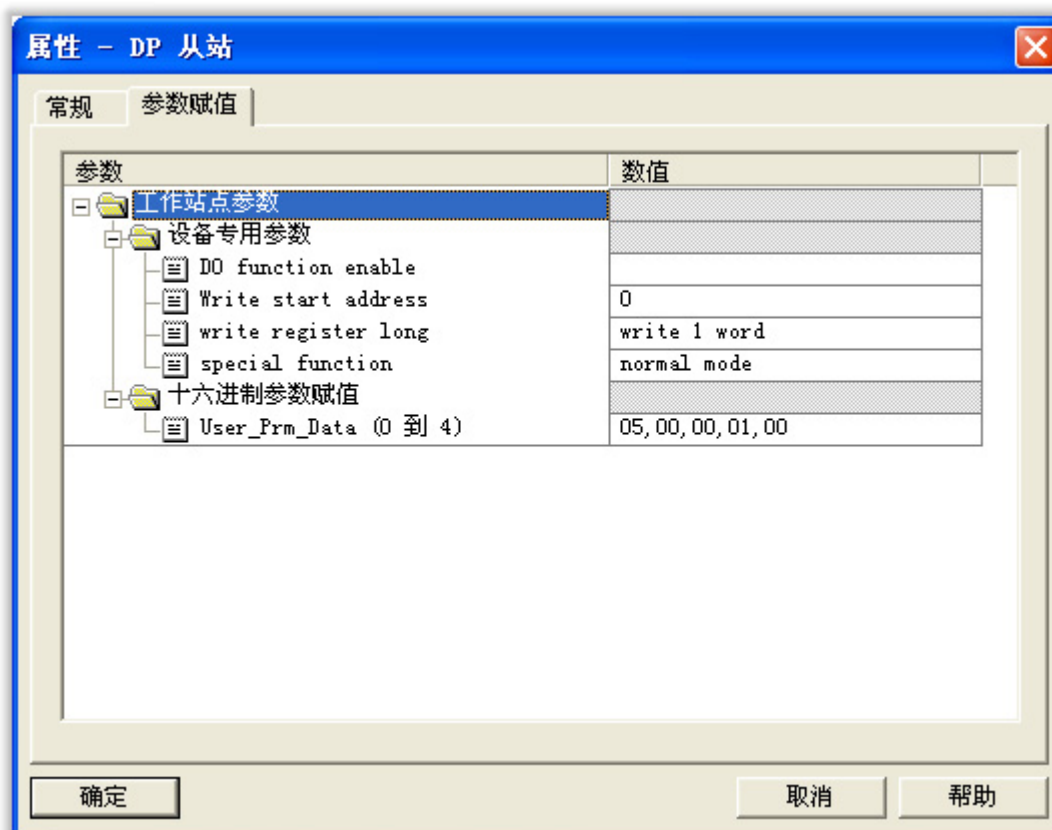 属性 - DP 从站
常规 参数赋值
参数 数值
工作站点参数
设备专用参数
DO function enable
Write start address 0
write register long write 1 word
special function normal mode
十六进制参数赋值
User_Prm_Data (0 到 4) 05,00,00,01,00
确定 取消 帮助